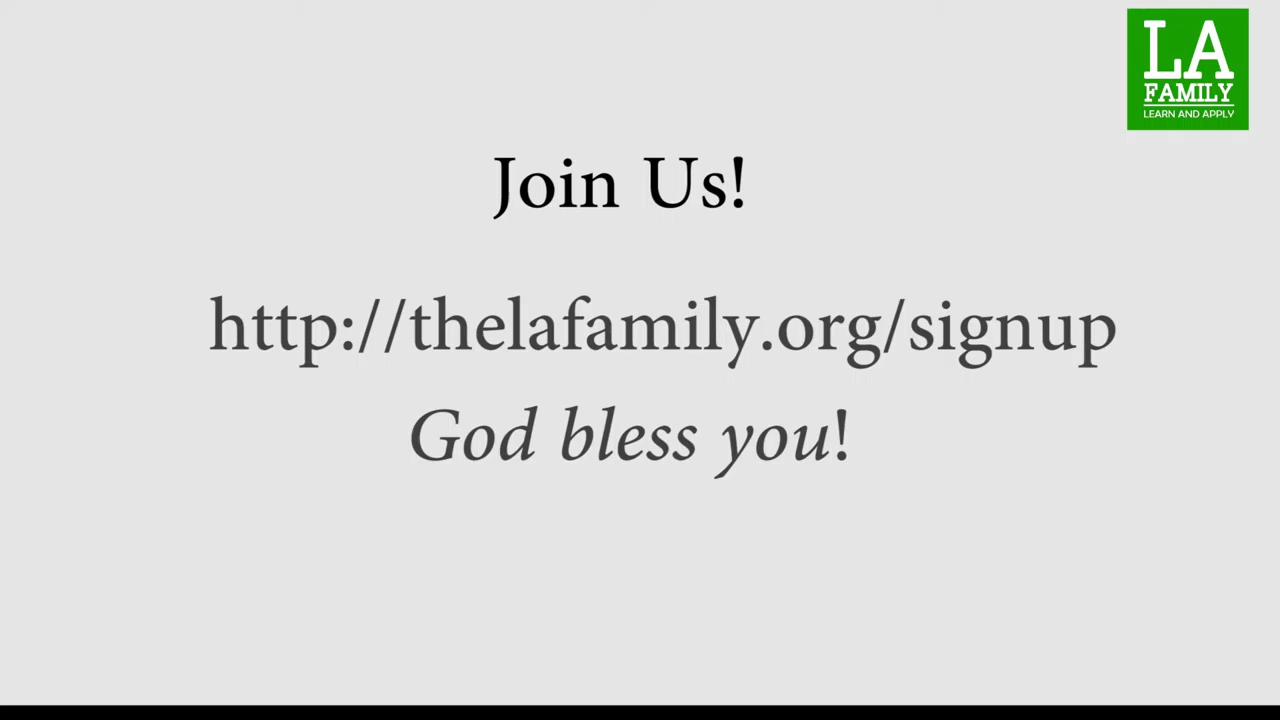 LA
FAMILY
LEARN AND APPLY
Join Us!
http://thelafamily.org/signup
God bless you!